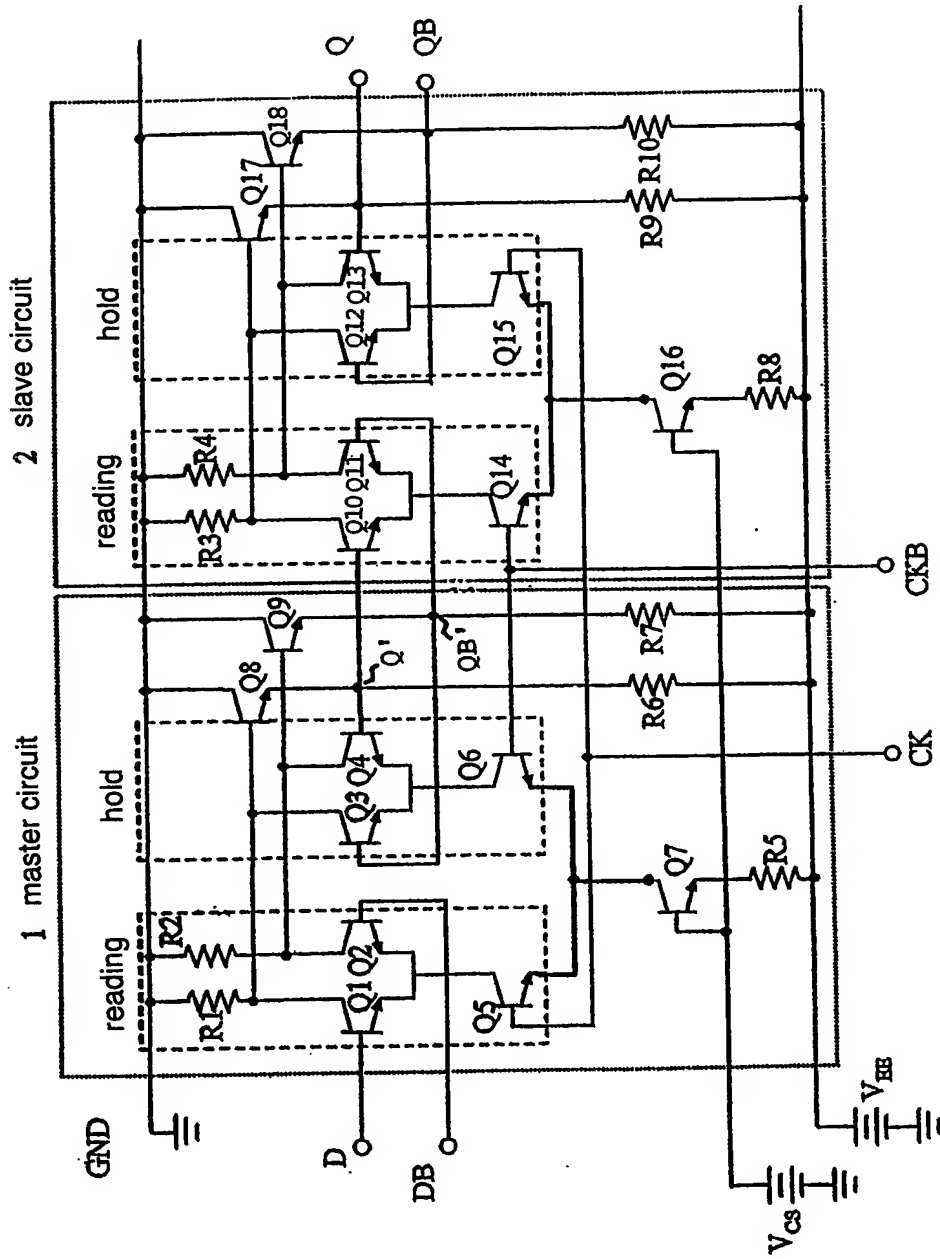 1 master circuit
2 slave circuit
reading
hold
reading
hold
GND
R1
R2
Q8
Q9
R3
R4
Q17
Q18
D
DB
Q1
Q2
Q3
Q4
Q'
QB'
Q10
Q11
Q12
Q13
Q
QB
Q5
Q6
Q14
Q15
R6
R7
R9
R10
Q7
Q16
R5
R8
VCS
VEE
CK
CKB